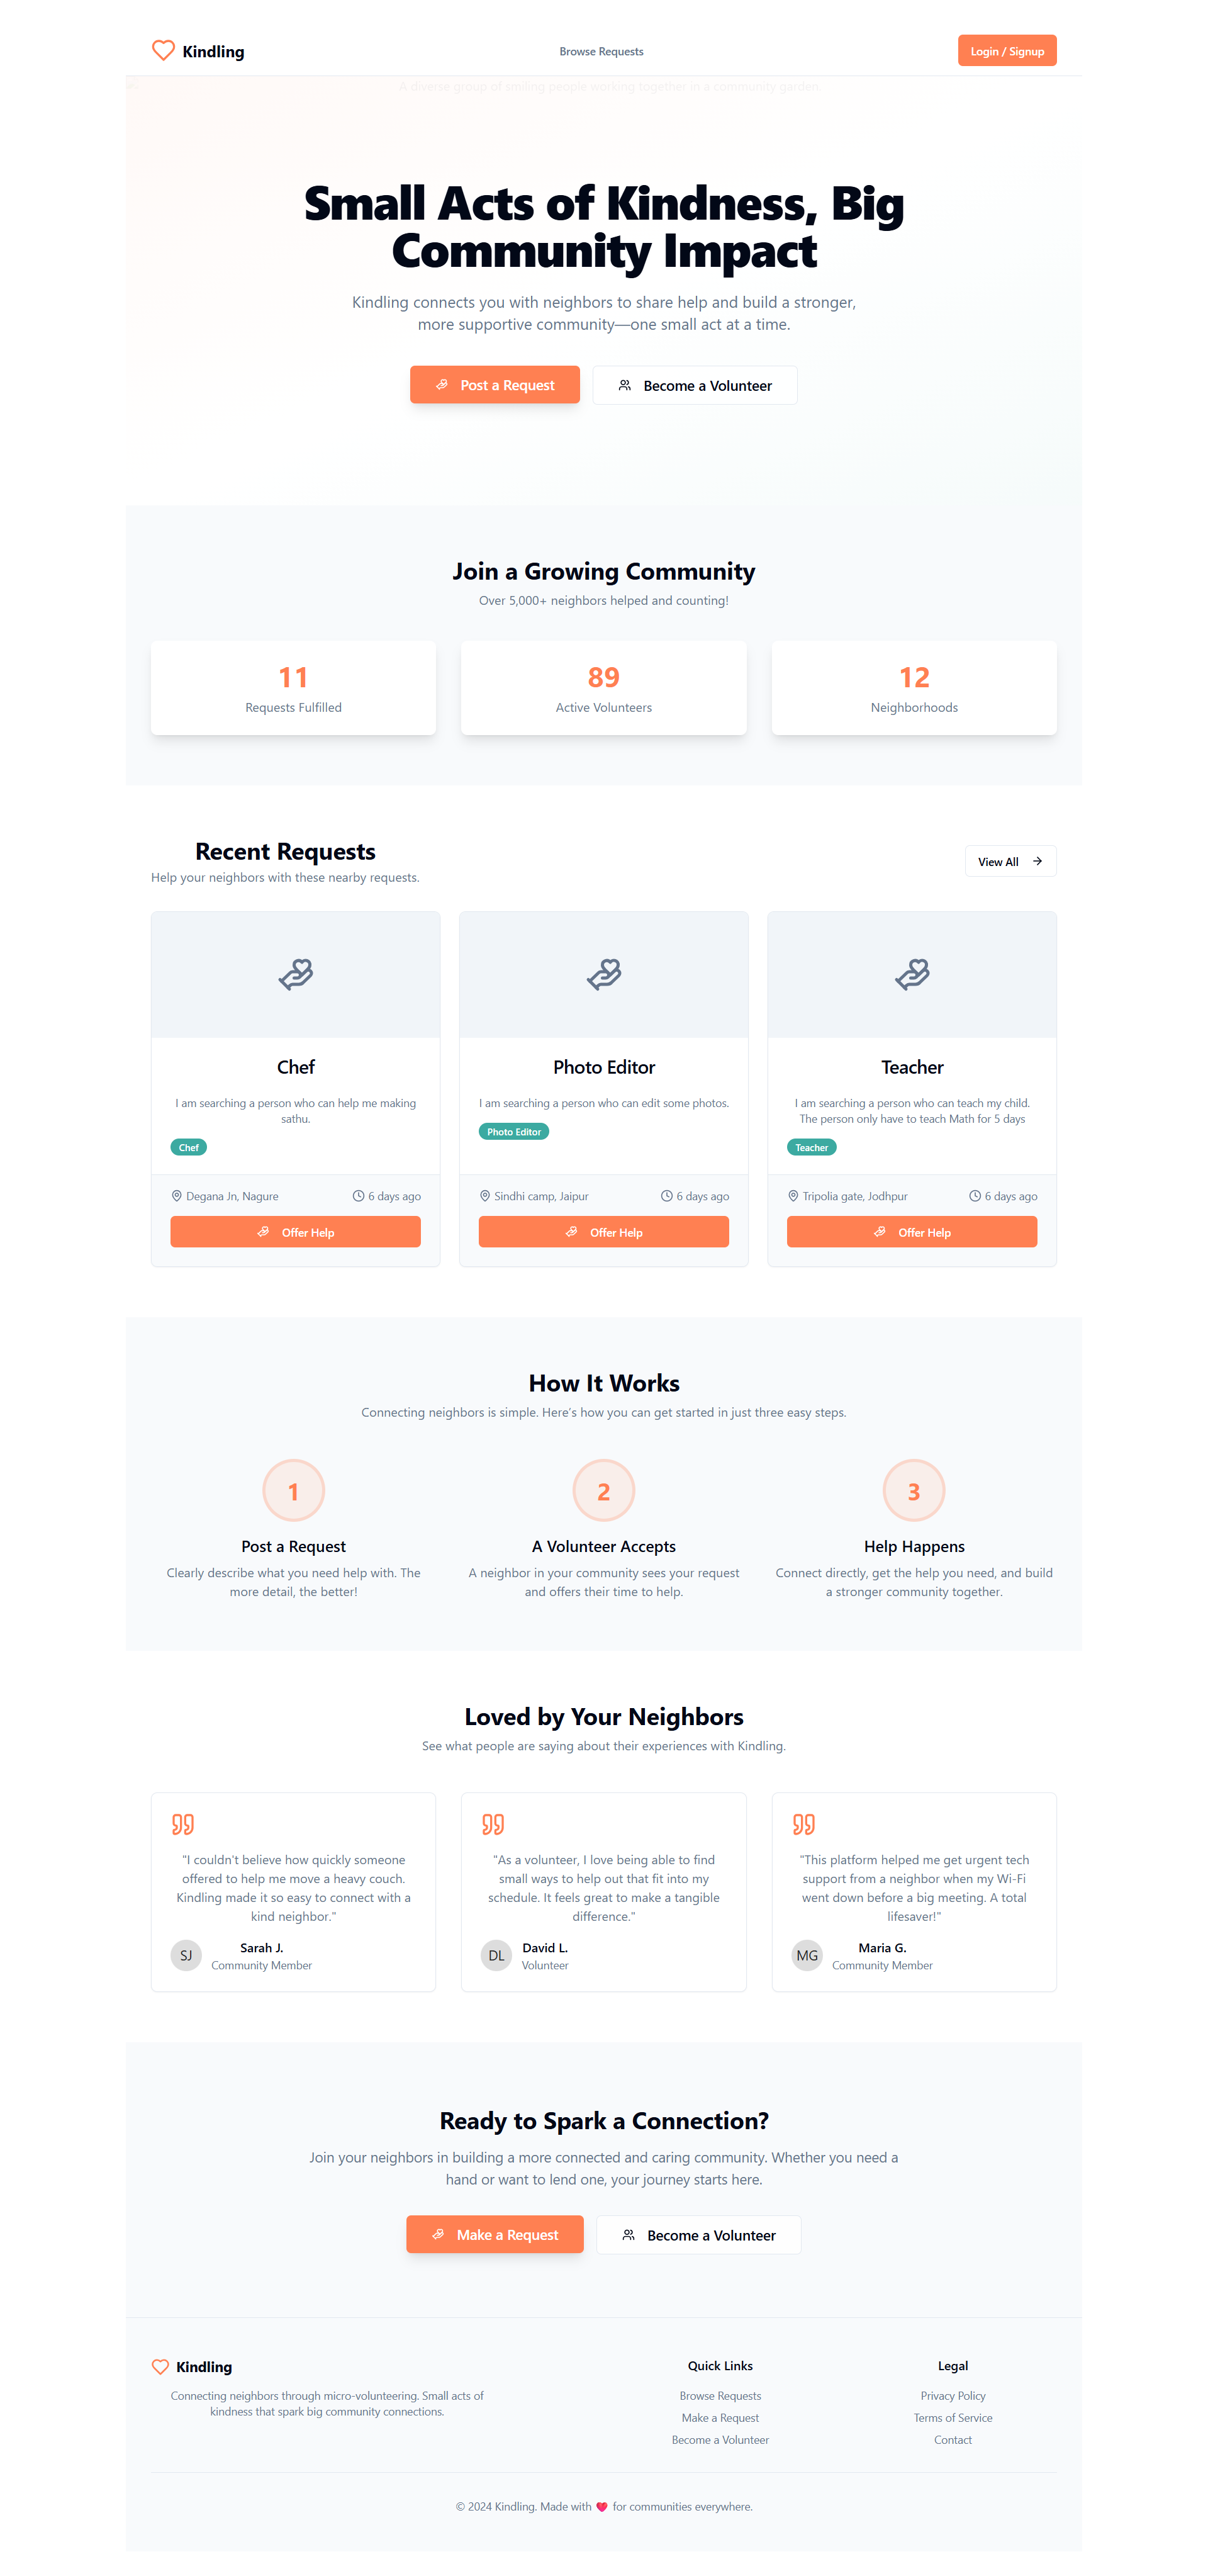 Kindling
Browse Requests
Login / Signup
A diverse group of smiling people working together in a community garden
Small Acts of Kindness, Big
Community Impact
Kindling connects you with neighbors to share help and build a stronger,
more supportive community—one small act at a time.
Post a Request
Become a Volunteer
Join a Growing Community
Over 5,000+ neighbors helped and counting!
11
Requests Fulfilled
89
Active Volunteers
12
Neighborhoods
Recent Requests
Help your neighbors with these nearby requests.
View All
Chef
I am searching a person who can help me making
sathu.
Chef
Degana Jn, Nagure
6 days ago
Offer Help
Photo Editor
I am searching a person who can edit some photos.
Photo Editor
Sindhi camp, Jaipur
6 days ago
Offer Help
Teacher
I am searching a person who can teach my child.
The person only have to teach Math for 5 days
Teacher
Tripolia gate, Jodhpur
6 days ago
Offer Help
How It Works
Connecting neighbors is simple. Here's how you can get started in just three easy steps.
1
Post a Request
Clearly describe what you need help with. The
more detail, the better!
2
A Volunteer Accepts
A neighbor in your community sees your request
and offers their time to help.
3
Help Happens
Connect directly, get the help you need, and build
a stronger community together.
Loved by Your Neighbors
See what people are saying about their experiences with Kindling.
"I couldn't believe how quickly someone
offered to help me move a heavy couch.
Kindling made it so easy to connect with a
kind neighbor."
SJ
Sarah J.
Community Member
"As a volunteer, I love being able to find
small ways to help out that fit into my
schedule. It feels great to make a tangible
difference."
DL
David L.
Volunteer
"This platform helped me get urgent tech
support from a neighbor when my Wi-Fi
went down before a big meeting. A total
lifesaver!"
MG
Maria G.
Community Member
Ready to Spark a Connection?
Join your neighbors in building a more connected and caring community. Whether you need a
hand or want to lend one, your journey starts here.
Make a Request
Become a Volunteer
Kindling
Connecting neighbors through micro-volunteering. Small acts of
kindness that spark big community connections.
Quick Links
Browse Requests
Make a Request
Become a Volunteer
Legal
Privacy Policy
Terms of Service
Contact
© 2024 Kindling. Made with ❤️ for communities everywhere.